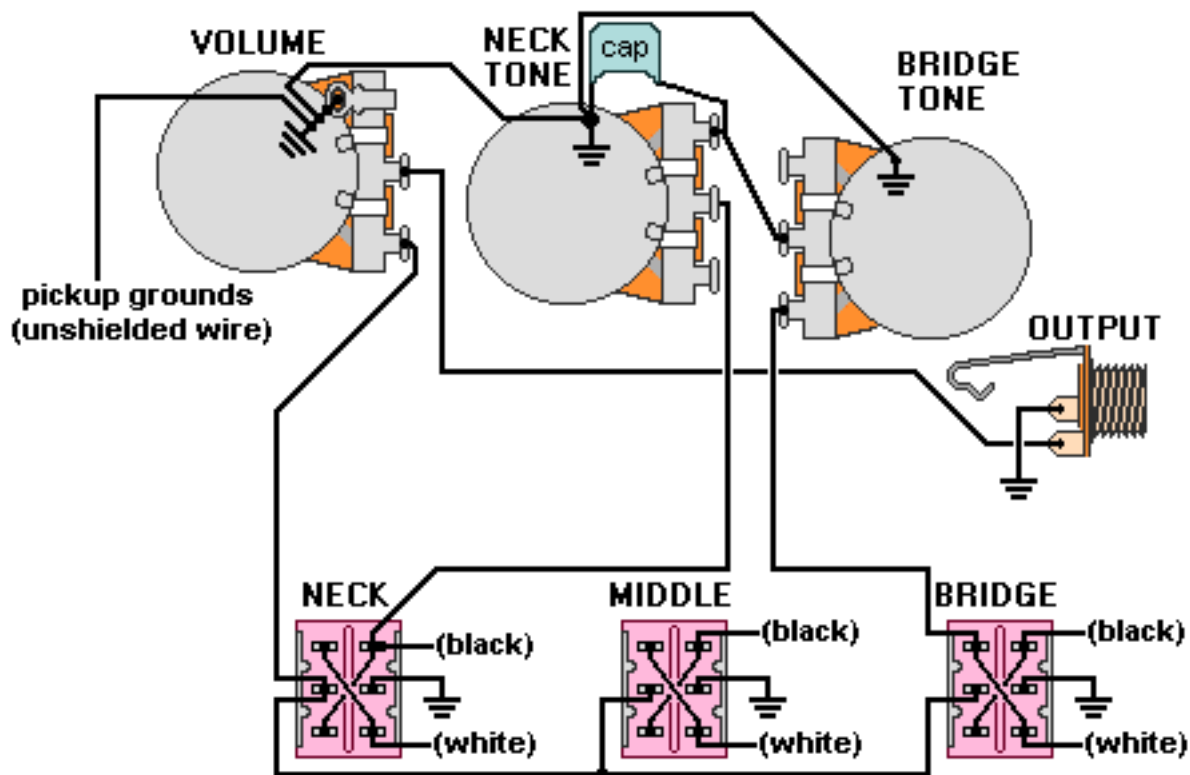 VOLUME
NECK
TONE
cap
BRIDGE
TONE
pickup grounds
(unshielded wire)
OUTPUT
NECK
MIDDLE
BRIDGE
(black)
(black)
(black)
(white)
(white)
(white)